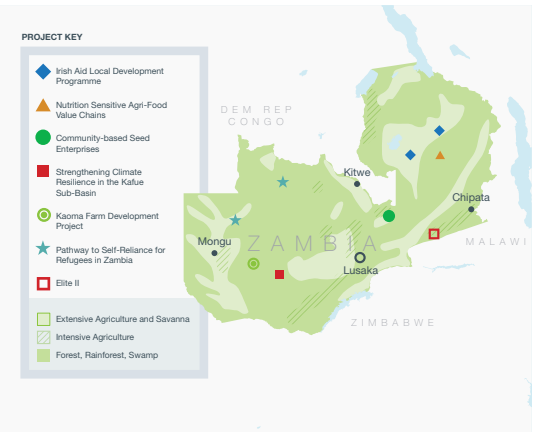 PROJECT KEY
Irish Aid Local Development
Programme
Nutrition Sensitive Agri-Food
Value Chains
Community-based Seed
Enterprises
Strengthening Climate
Resilience in the Kafue
Sub-Basin
Kaoma Farm Development
Project
Pathway to Self-Reliance for
Refugees in Zambia
Elite II
Extensive Agriculture and Savanna
Intensive Agriculture
Forest, Rainforest, Swamp
DEM REP
CONGO
Kitwe
Chipata
Mongu
ZAMBIA
MALAWI
Lusaka
ZIMBABWE